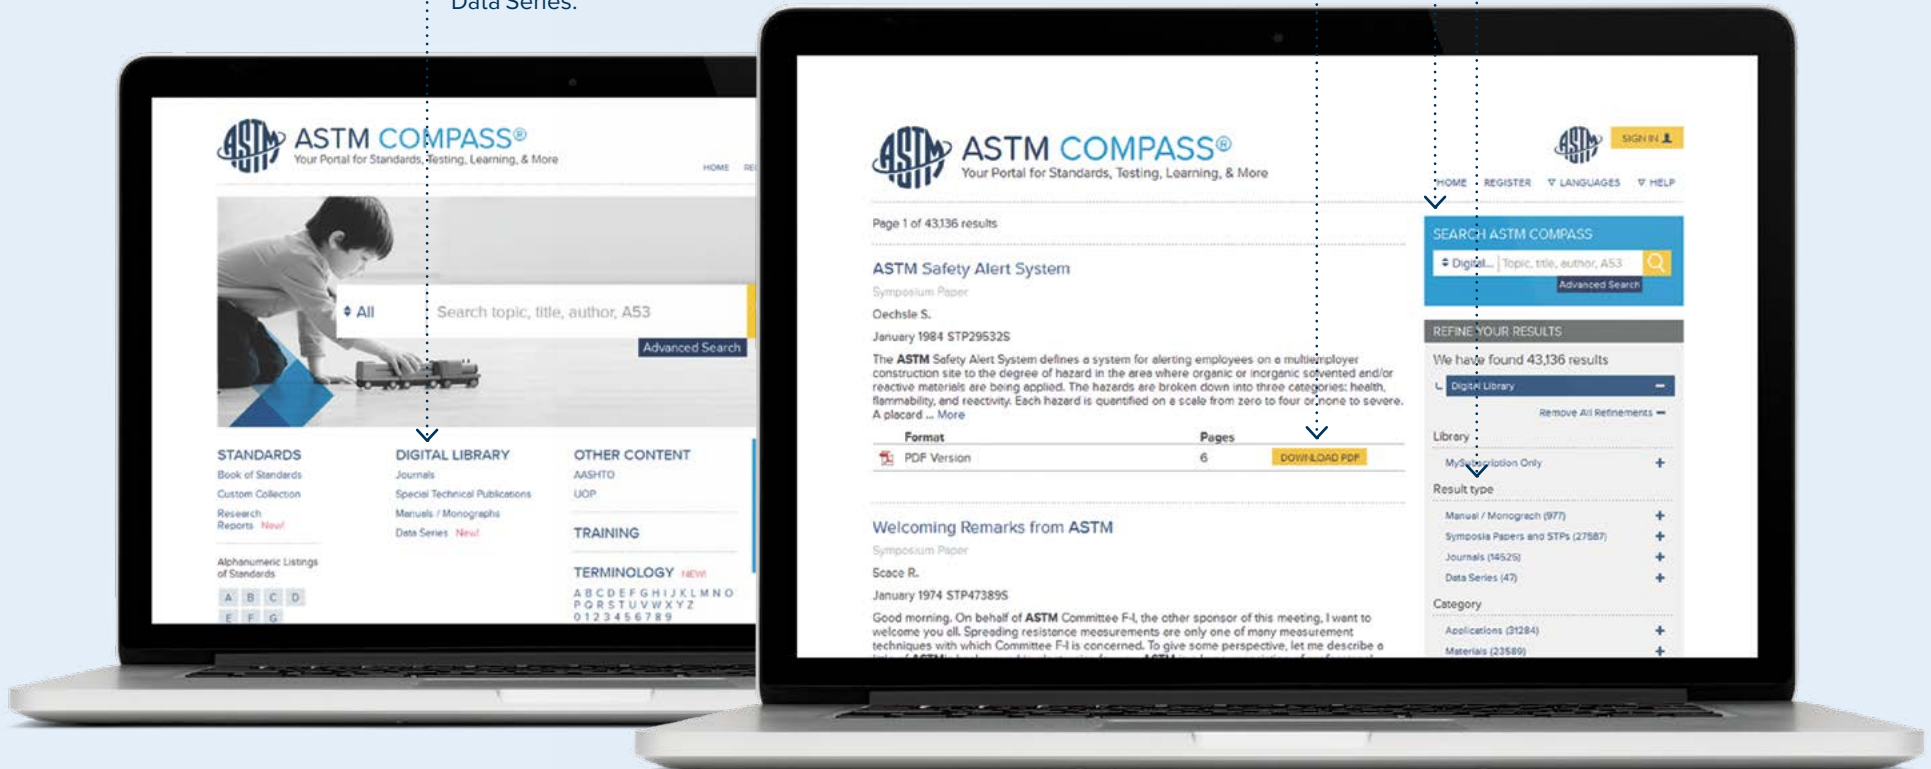 Data Series.
ASTM
ASTM COMPASS®
Your Portal for Standards, Testing, Learning, & More
HOME
All
Search topic, title, author, A53
Advanced Search
STANDARDS
Book of Standards
Custom Collection
Research
Reports New!
Alphanumeric Listings
of Standards
A B C D
E F G
DIGITAL LIBRARY
Journals
Special Technical Publications
Manuals / Monographs
Data Series New!
OTHER CONTENT
AASHTO
UOP
TRAINING
TERMINOLOGY NEW!
A B C D E F G H I J K L M N O
P Q R S T U V W X Y Z
0 1 2 3 4 5 6 7 8 9
ASTM
ASTM COMPASS®
Your Portal for Standards, Testing, Learning, & More
ASTM
SIGN IN
HOME REGISTER LANGUAGES HELP
Page 1 of 43,136 results
ASTM Safety Alert System
Symposium Paper
Oechsle S.
January 1984 STP29532S
The ASTM Safety Alert System defines a system for alerting employees on a multiemployer
construction site to the degree of hazard in the area where organic or inorganic solvented and/or
reactive materials are being applied. The hazards are broken down into three categories: health,
flammability, and reactivity. Each hazard is quantified on a scale from zero to four or none to severe.
A placard ... More
Format Pages
PDF Version 6 DOWNLOAD PDF
Welcoming Remarks from ASTM
Symposium Paper
Scace R.
January 1974 STP47389S
Good morning. On behalf of ASTM Committee F-I, the other sponsor of this meeting, I want to
welcome you all. Spreading resistance measurements are only one of many measurement
techniques with which Committee F-I is concerned. To give some perspective, let me describe a
SEARCH ASTM COMPASS
Digital... Topic, title, author, A53
Advanced Search
REFINE YOUR RESULTS
We have found 43,136 results
Digital Library
Remove All Refinements
Library
MySubscription Only +
Result type
Manual / Monograph (977) +
Symposia Papers and STPs (27587) +
Journals (14525) +
Data Series (47) +
Category
Applications (31284) +
Materials (23589) +